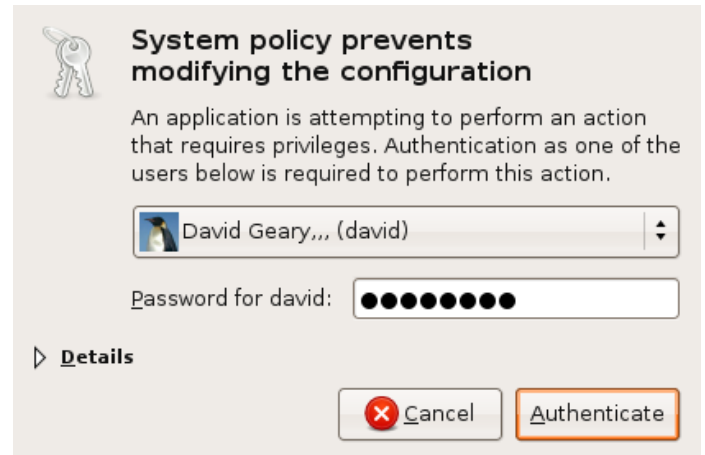 System policy prevents
modifying the configuration
An application is attempting to perform an action
that requires privileges. Authentication as one of the
users below is required to perform this action.
David Geary,,, (david)
Password for david: ●●●●●●●●
Details
Cancel Authenticate